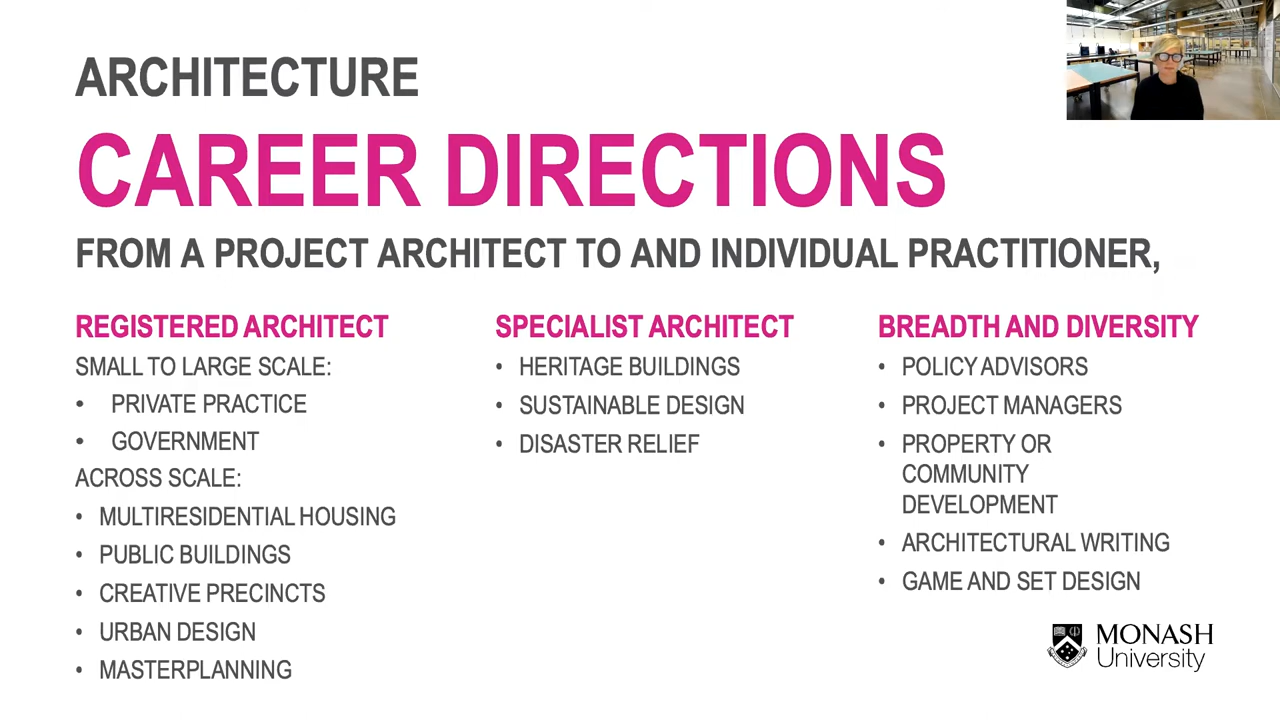 ARCHITECTURE
CAREER DIRECTIONS
FROM A PROJECT ARCHITECT TO AND INDIVIDUAL PRACTITIONER,
REGISTERED ARCHITECT
SMALL TO LARGE SCALE:
• PRIVATE PRACTICE
• GOVERNMENT
ACROSS SCALE:
• MULTIRESIDENTIAL HOUSING
• PUBLIC BUILDINGS
• CREATIVE PRECINCTS
• URBAN DESIGN
• MASTERPLANNING
SPECIALIST ARCHITECT
• HERITAGE BUILDINGS
• SUSTAINABLE DESIGN
• DISASTER RELIEF
BREADTH AND DIVERSITY
• POLICY ADVISORS
• PROJECT MANAGERS
• PROPERTY OR
COMMUNITY
DEVELOPMENT
• ARCHITECTURAL WRITING
• GAME AND SET DESIGN
MONASH
University